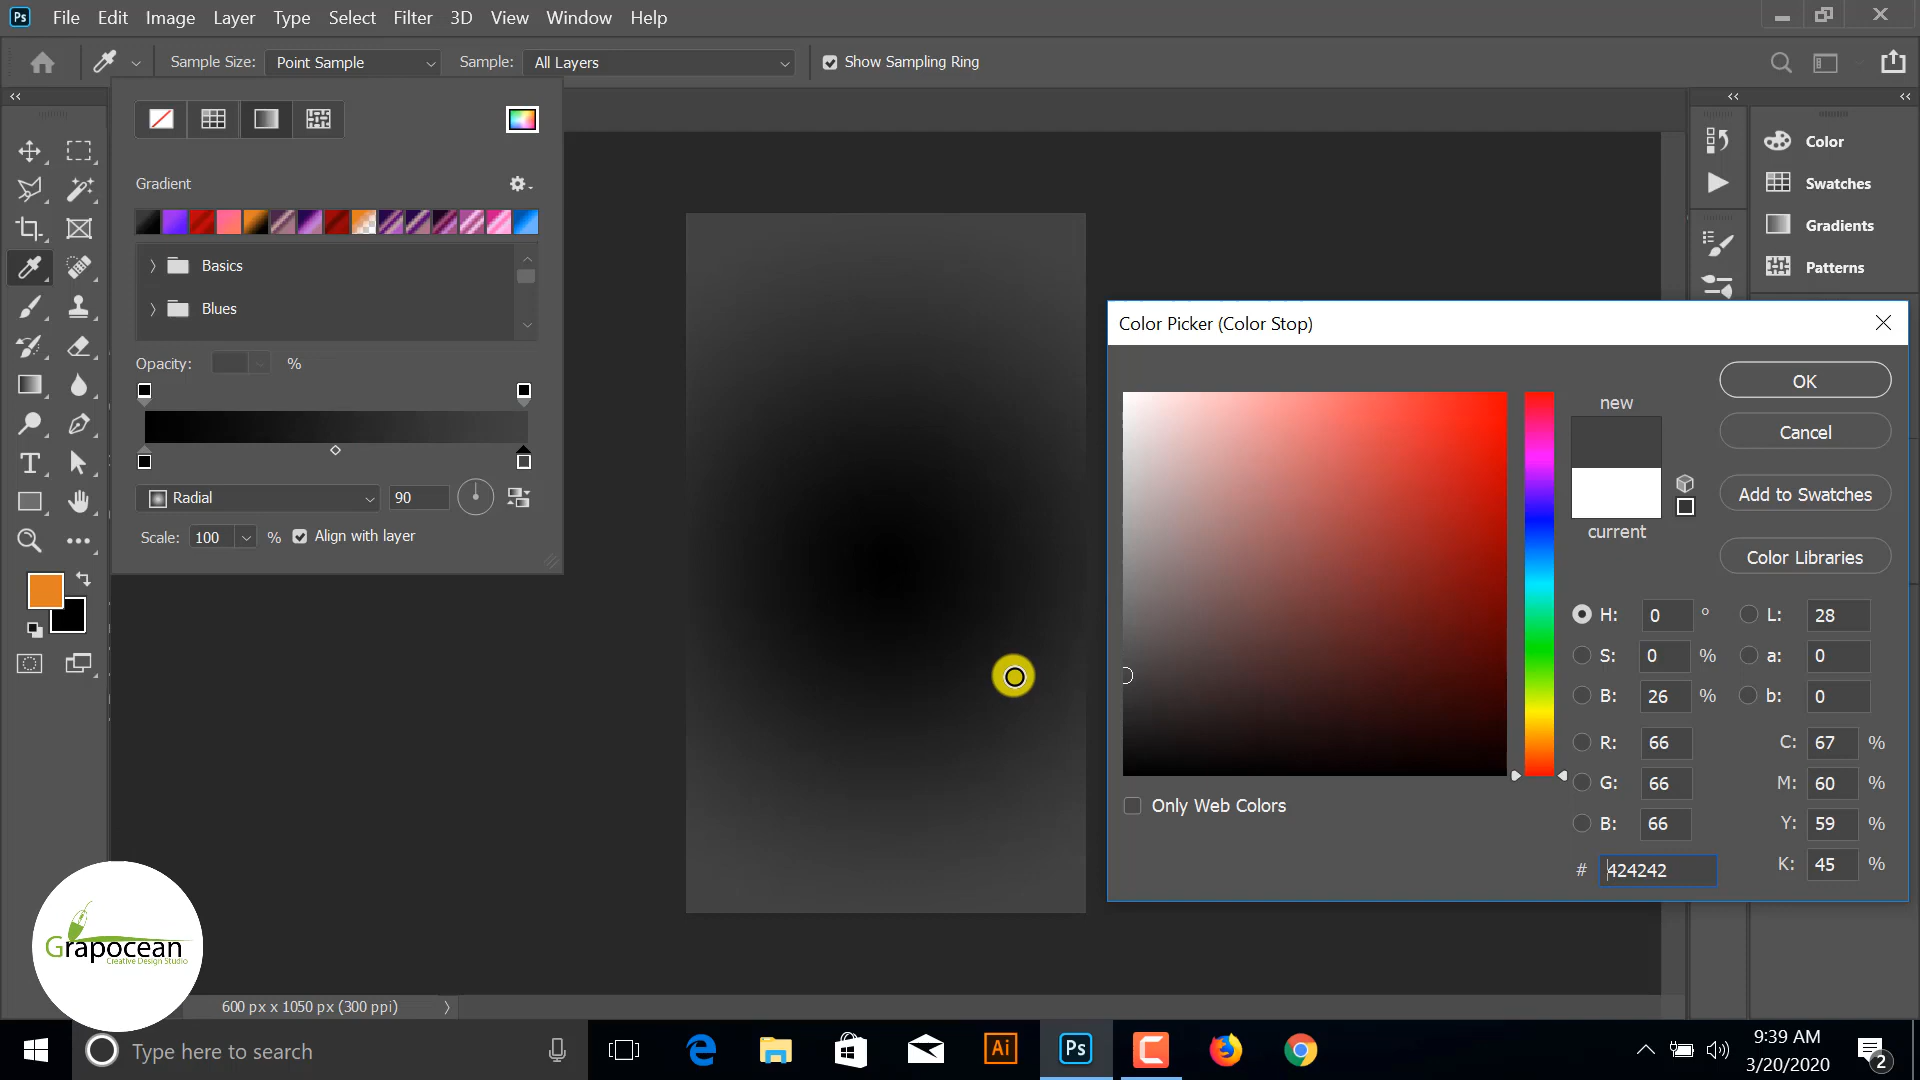 Ps File Edit Image Layer Type Select Filter 3D View Window Help
Sample Size: Point Sample Sample: All Layers Show Sampling Ring
Gradient
Basics
Blues
Opacity: %
Radial 90
Scale: 100 % Align with layer
Color
Swatches
Gradients
Patterns
Color Picker (Color Stop)
new
current
OK
Cancel
Add to Swatches
Color Libraries
H: 0 ° L: 28
S: 0 % a: 0
B: 26 % b: 0
R: 66 C: 67 %
G: 66 M: 60 %
B: 66 Y: 59 %
# 424242 K: 45 %
Only Web Colors
Grapocean
Creative Design Studio
600 px x 1050 px (300 ppi)
Type here to search
Ai
Ps
9:39 AM
3/20/2020
2